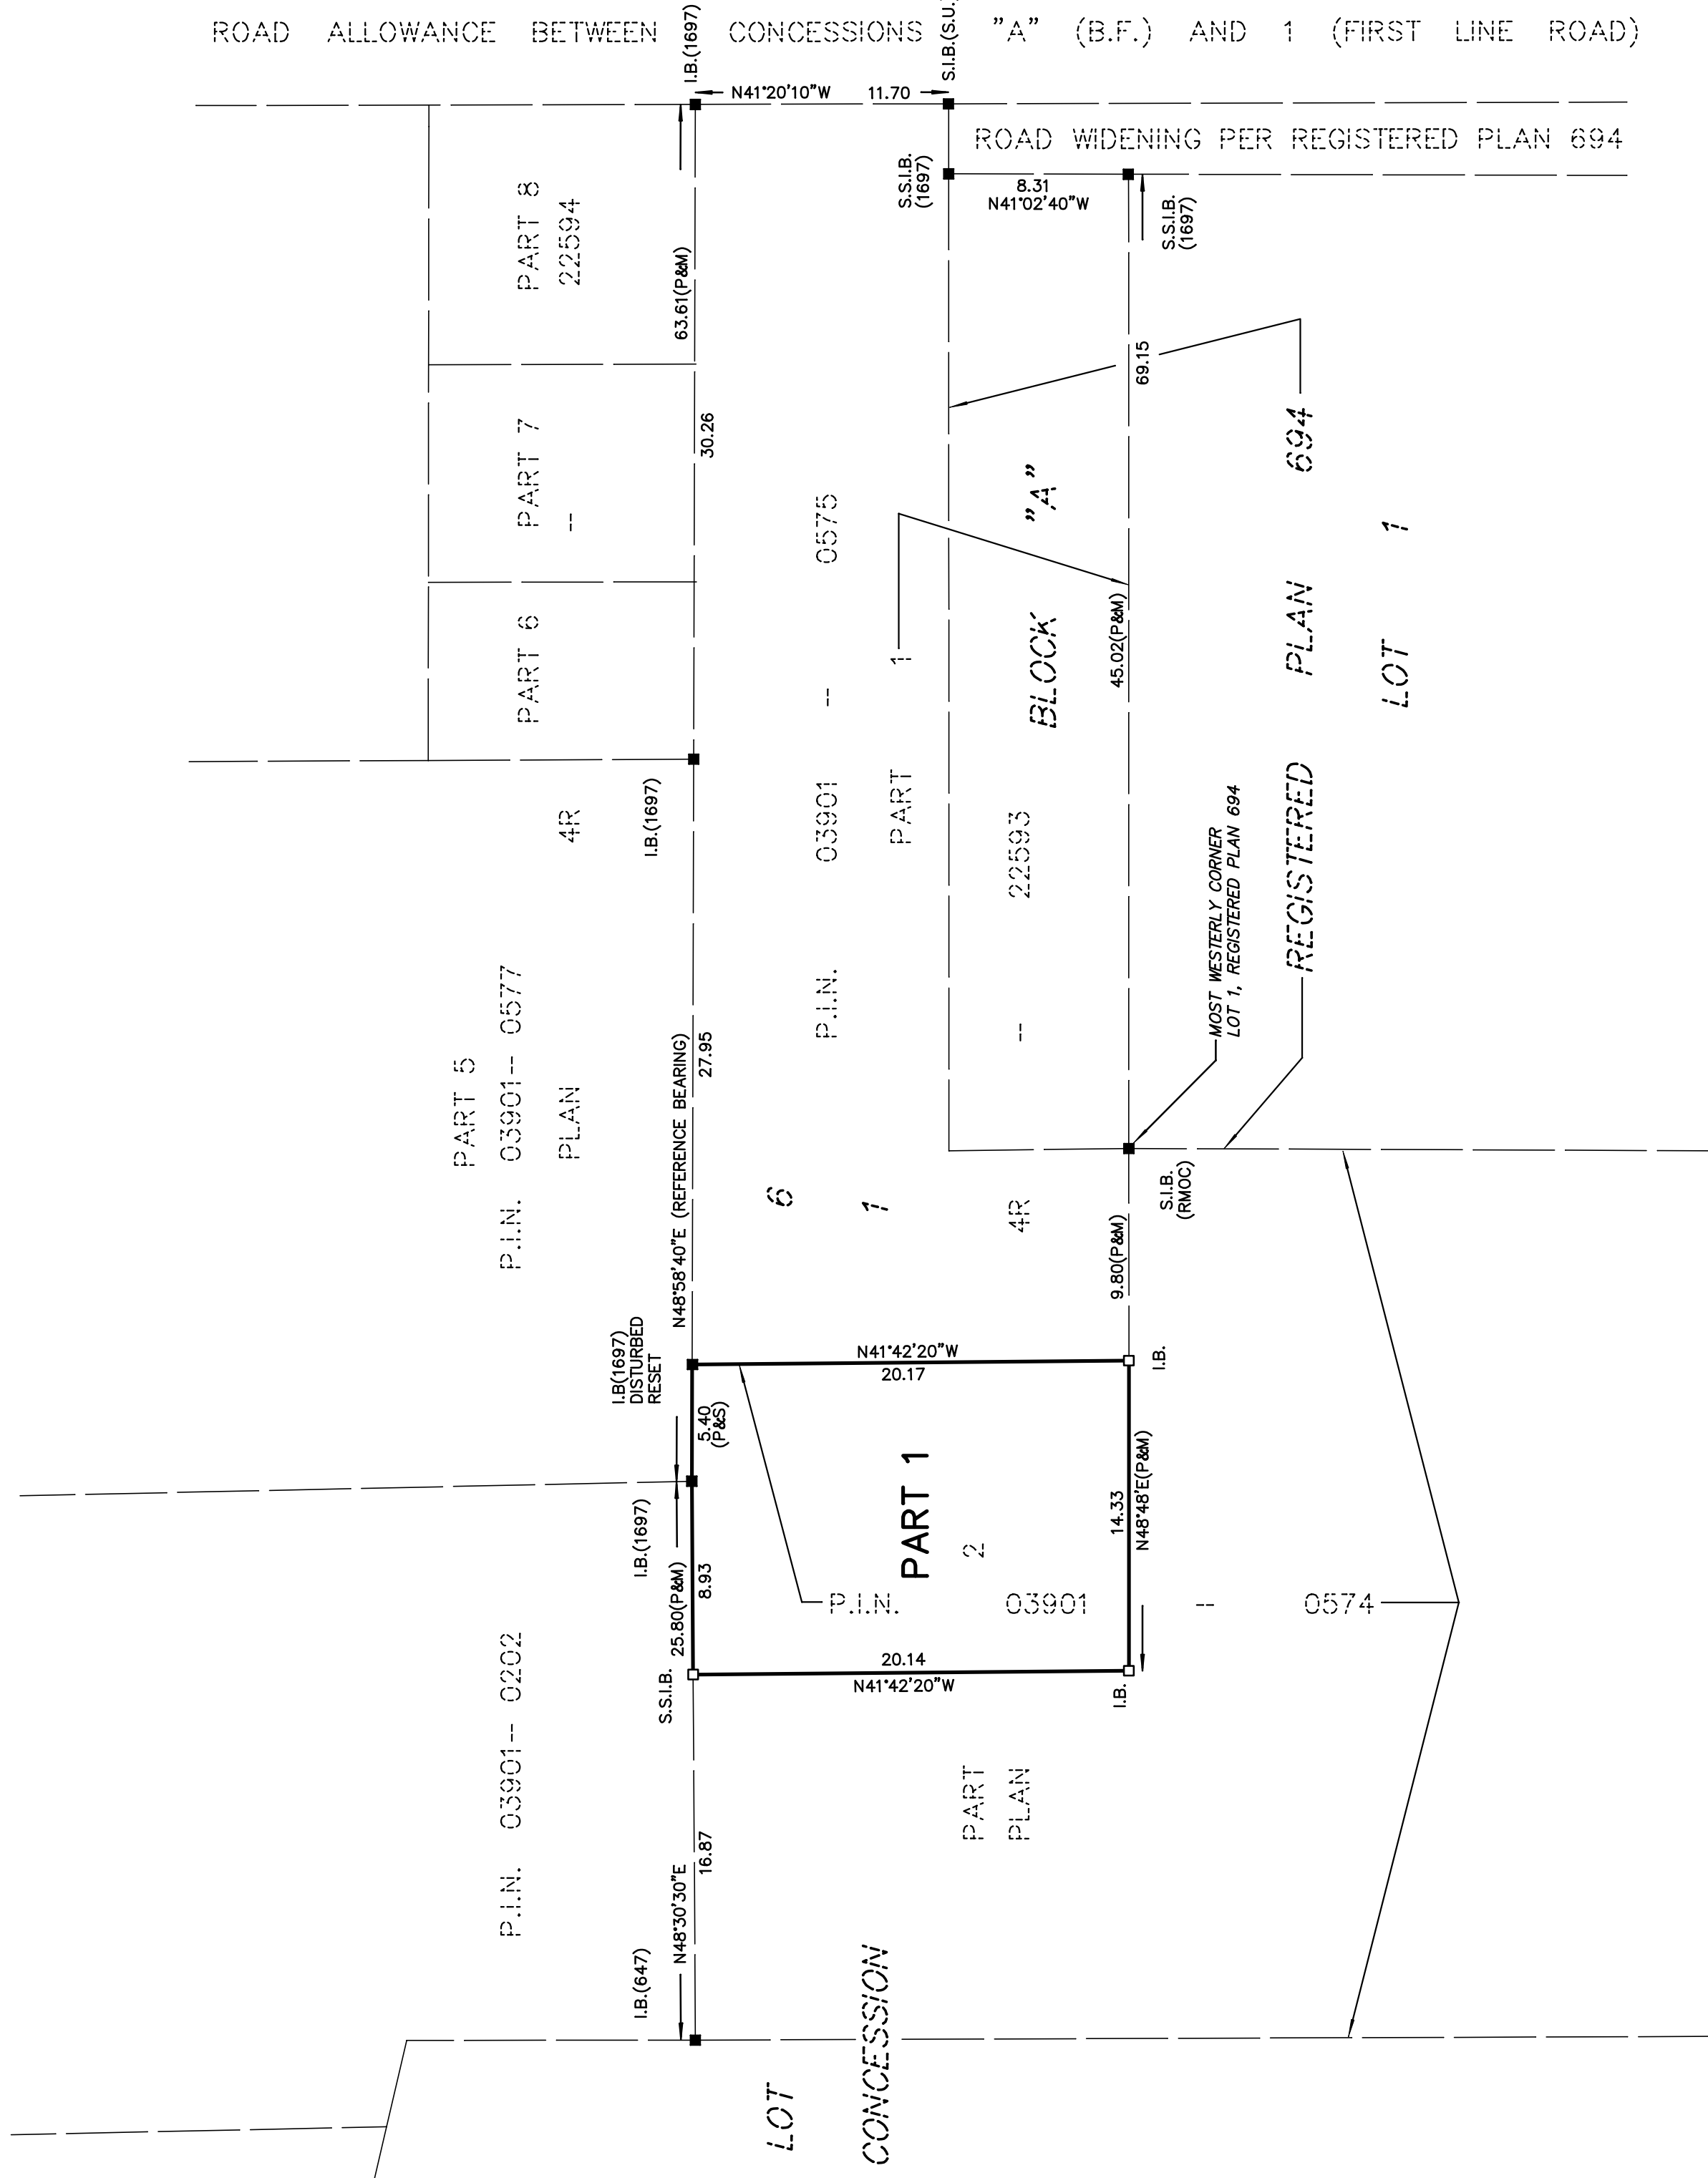 ROAD ALLOWANCE BETWEEN CONCESSIONS "A" (B.F.) AND 1 (FIRST LINE ROAD)
I.B.(1697)
S.I.B.(S.U.)
N41°20'10"W 11.70
ROAD WIDENING PER REGISTERED PLAN 694
S.S.I.B.
(1697)
8.31
N41°02'40"W
S.S.I.B.
(1697)
PART 8
22594
63.61(P&M)
69.15
30.26
PART 7
--
694
"A"
1
P.I.N. 03901 -- 0575
PART 6
PART 1
BLOCK
45.02(P&M)
REGISTERED PLAN
LOT
4R
I.B.(1697)
22593
--
MOST WESTERLY CORNER
LOT 1, REGISTERED PLAN 694
PART 5
P.I.N. 03901-- 0577
PLAN
N48°58'40"E (REFERENCE BEARING)
27.95
6
1
4R
S.I.B.
(RMOC)
9.80(P&M)
I.B(1697)
DISTURBED
RESET
N41°42'20"W
20.17
I.B.
5.40
(P&S)
PART 1
2
14.33
N48°48'E(P&M)
I.B.(1697)
25.80(P&M)
8.93
P.I.N. 03901 -- 0574
20.14
N41°42'20"W
S.S.I.B.
I.B.
P.I.N. 03901-- 0202
PART
PLAN
N48°30'30"E
16.87
I.B.(647)
LOT
CONCESSION